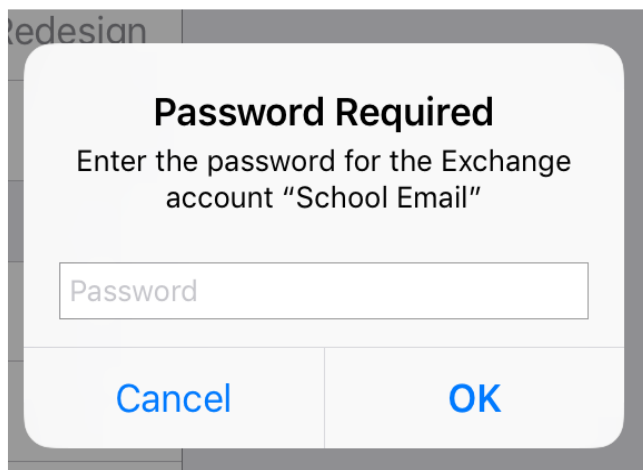 Redesign
Password Required
Enter the password for the Exchange
account “School Email”
Password
Cancel
OK